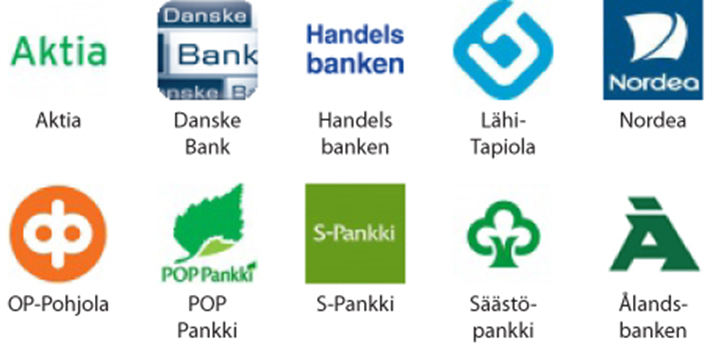 Aktia
Danske
Bank
anske B
Handels
banken
Nordea
Aktia
Danske
Bank
Handels
banken
Lähi-
Tapiola
Nordea
POP Pankki
S-Pankki
Å
OP-Pohjola
POP
Pankki
S-Pankki
Säästö-
pankki
Ålands-
banken